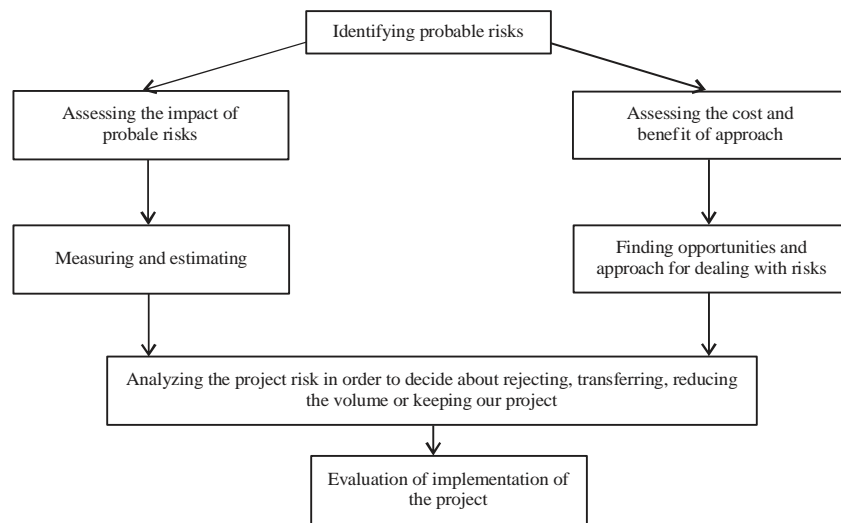 Identifying probable risks
Assessing the impact of
probale risks
Assessing the cost and
benefit of approach
Measuring and estimating
Finding opportunities and
approach for dealing with risks
Analyzing the project risk in order to decide about rejecting, transferring, reducing
the volume or keeping our project
Evaluation of implementation of
the project